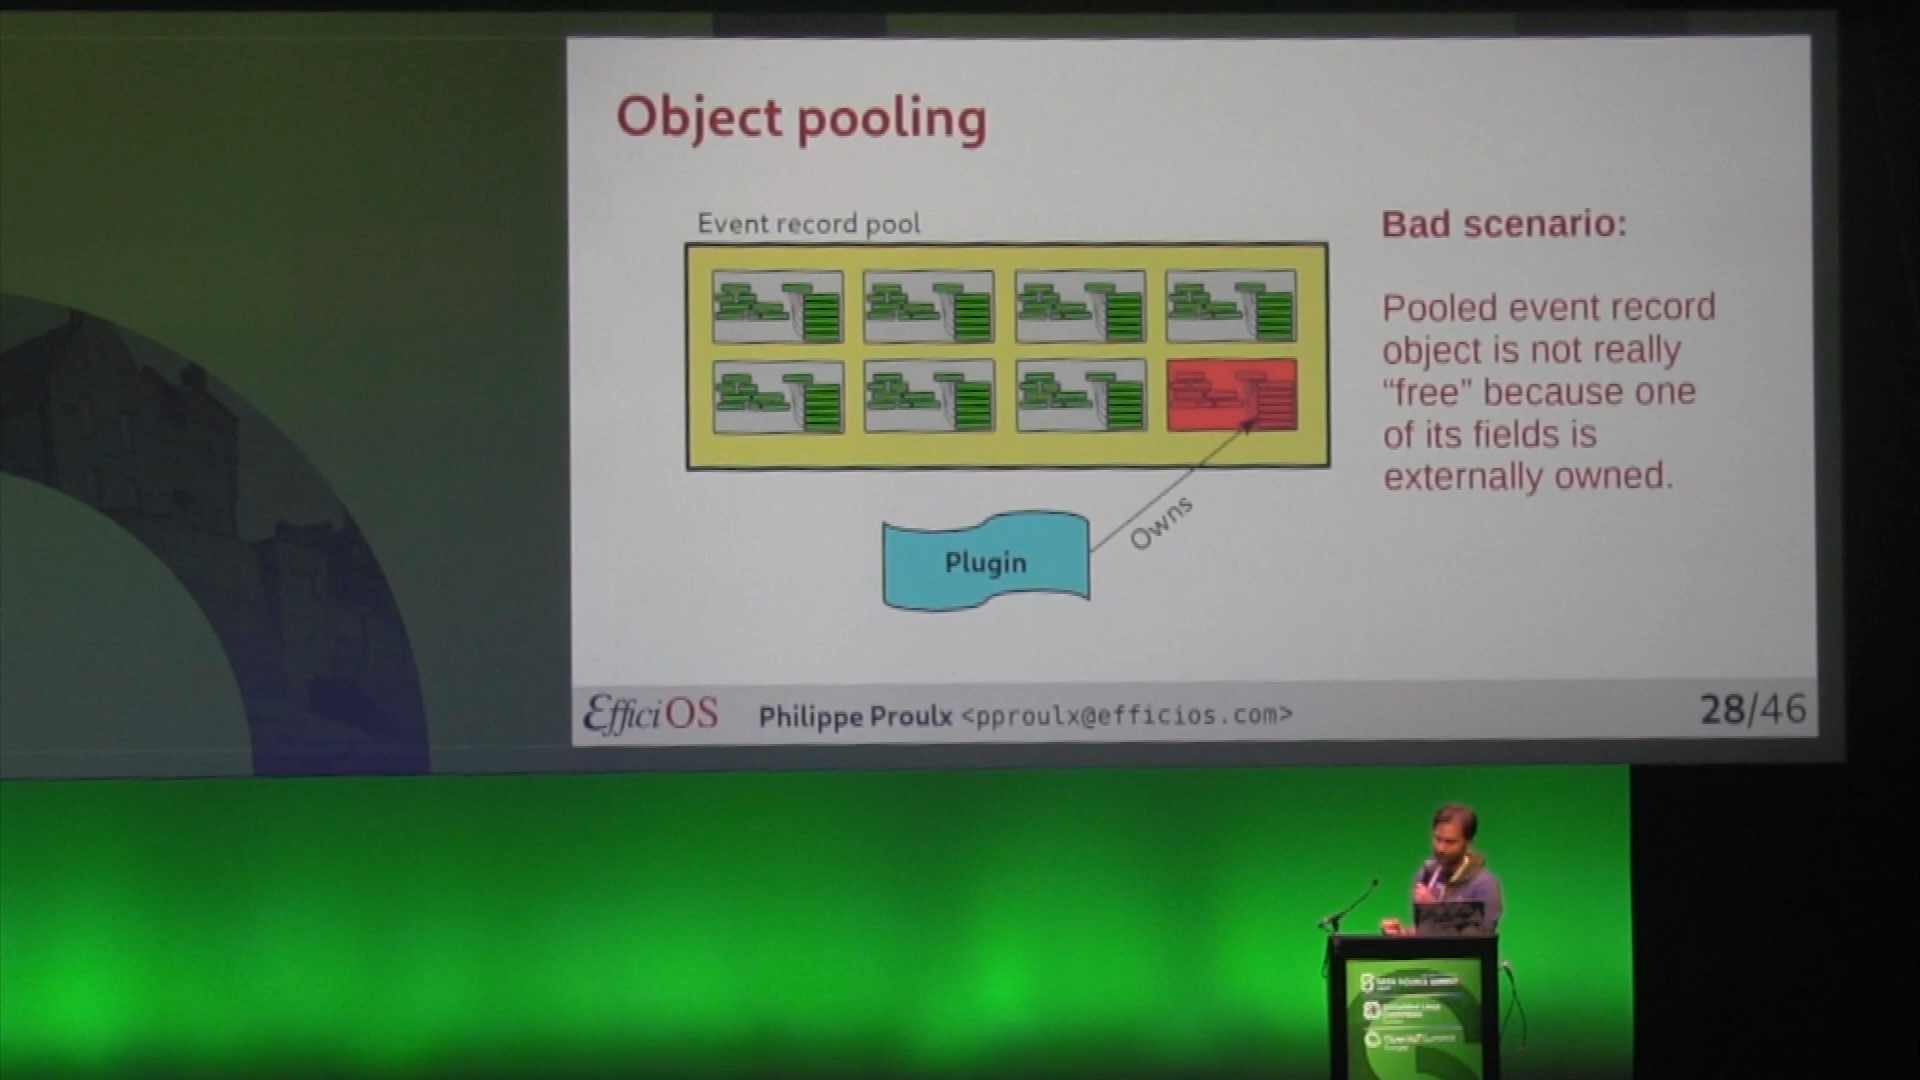 Object pooling
Event record pool
Bad scenario:
Pooled event record
object is not really
“free” because one
of its fields is
externally owned.
Owns
Plugin
EfficiOS
Philippe Proulx <pproulx@efficios.com>
28/46